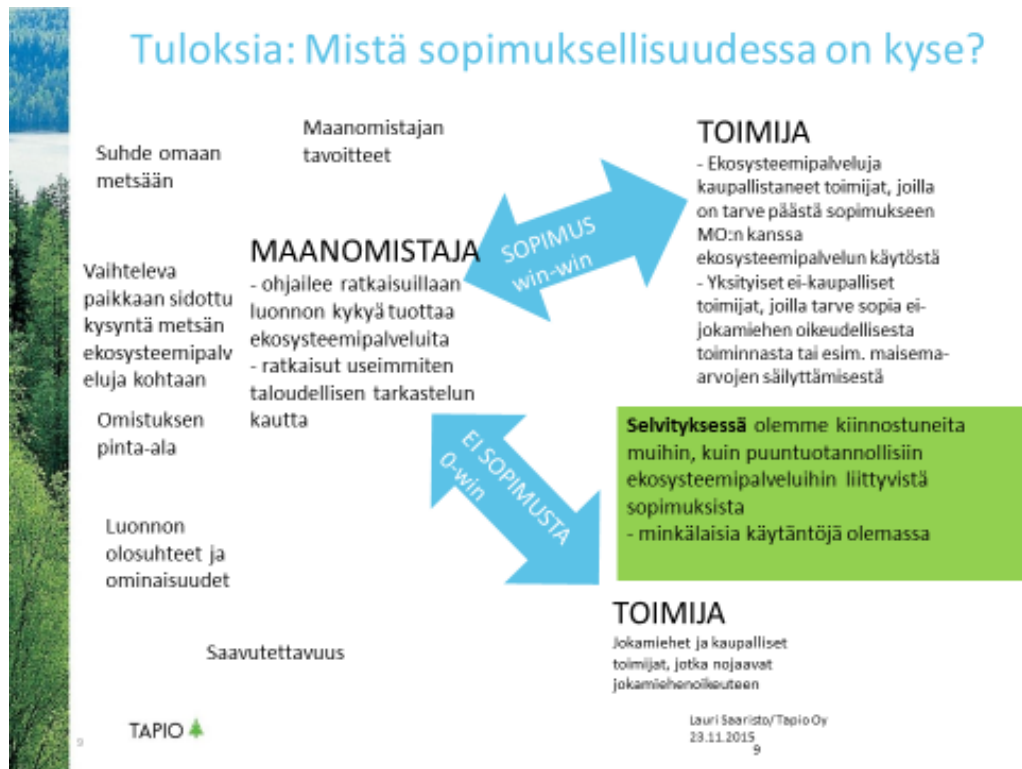 Tuloksia: Mistä sopimuksellisuudessa on kyse?
Maanomistajan
tavoitteet
Suhde omaan
metsään
Vaihteleva
paikkaan sidottu
kysyntä metsän
ekosysteemipalv
eluja kohtaan
Omistuksen
pinta-ala
Luonnon
olosuhteet ja
ominaisuudet
Saavutettavuus
MAANOMISTAJA
- ohjailee ratkaisuillaan
luonnon kykyä tuottaa
ekosysteemipalveluita
- ratkaisut useimmiten
taloudellisen tarkastelun
kautta
SOPIMUS
win-win
EI SOPIMUSTA
0-win
TOIMIJA
- Ekosysteemipalveluja
kaupallistaneet toimijat, joilla
on tarve päästä sopimukseen
MO:n kanssa
ekosysteemipalvelun käytöstä
- Yksityiset ei-kaupalliset
toimijat, joilla tarve sopia ei-
jokamiehen oikeudellisesta
toiminnasta tai esim. maisema-
arvojen säilyttämisestä
Selvityksessä olemme kiinnostuneita
muihin, kuin puuntuotannollisiin
ekosysteemipalveluihin liittyvistä
sopimuksista
- minkälaisia käytäntöjä olemassa
TOIMIJA
Jokamiehet ja kaupalliset
toimijat, jotka nojaavat
jokamiehenoikeuteen
9
TAPIO
Lauri Saaristo/Tapio Oy
23.11.2015
9